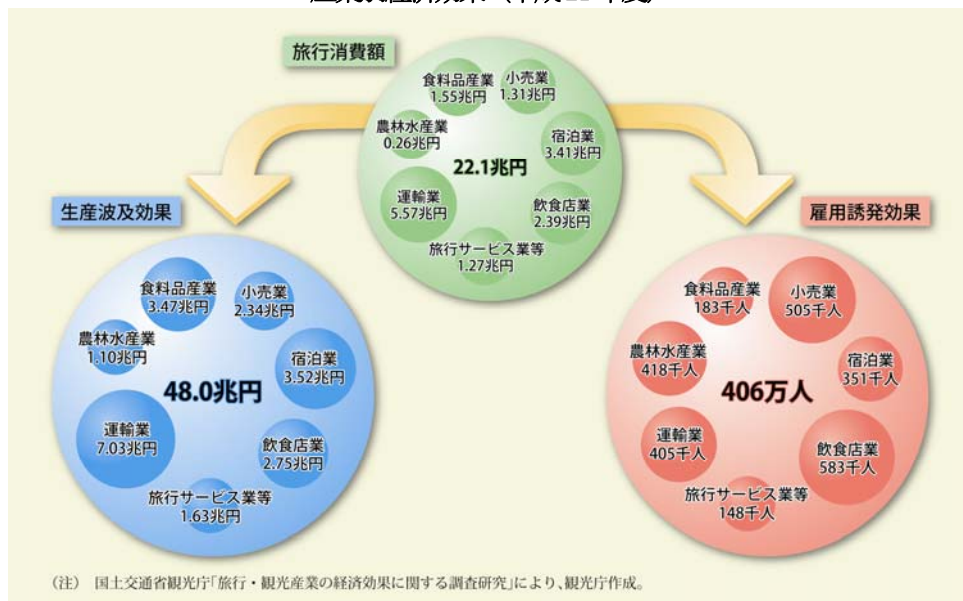 旅行消費額
食料品産業
1.55兆円
小売業
1.31兆円
農林水産業
0.26兆円
宿泊業
3.41兆円
22.1兆円
運輸業
5.57兆円
飲食店業
2.39兆円
旅行サービス業等
1.27兆円
生産波及効果
食料品産業
3.47兆円
小売業
2.34兆円
農林水産業
1.10兆円
宿泊業
3.52兆円
48.0兆円
運輸業
7.03兆円
飲食店業
2.75兆円
旅行サービス業等
1.63兆円
雇用誘発効果
食料品産業
183千人
小売業
505千人
農林水産業
418千人
宿泊業
351千人
406万人
運輸業
405千人
飲食店業
583千人
旅行サービス業等
148千人
(注) 国土交通省観光庁「旅行・観光産業の経済効果に関する調査研究」により、観光庁作成。